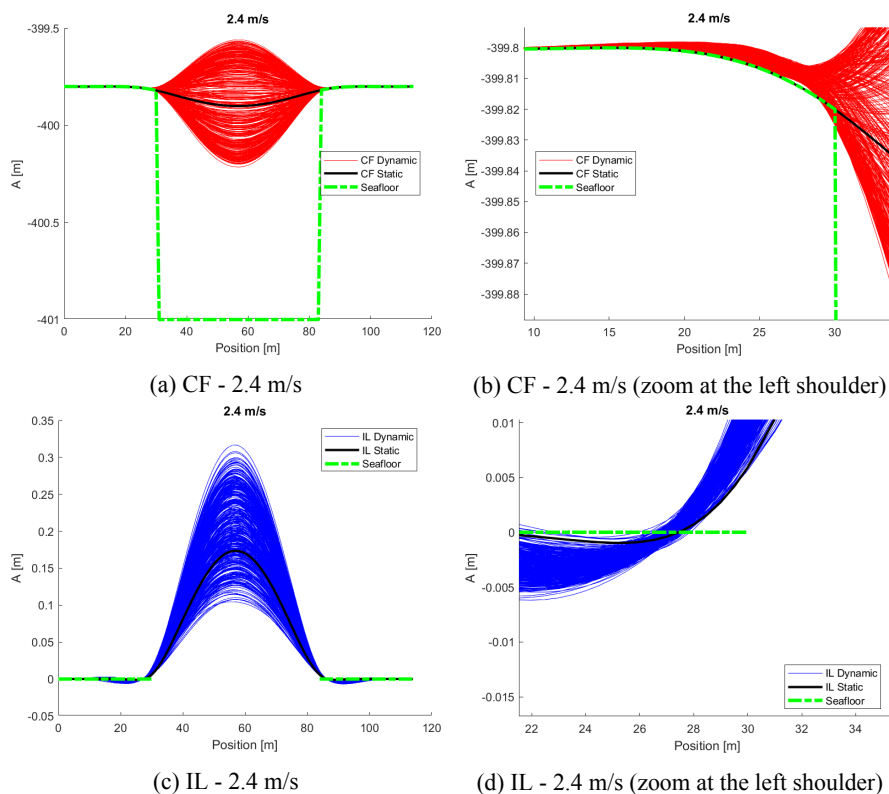 2.4 m/s
-399.5
-400
-400.5
-401
A [m]
0 20 40 60 80 100 120
Position [m]
CF Dynamic
CF Static
Seafloor
(a) CF - 2.4 m/s
2.4 m/s
-399.8
-399.81
-399.82
-399.83
-399.84
-399.85
-399.86
-399.87
-399.88
A [m]
10 15 20 25 30
Position [m]
CF Dynamic
CF Static
Seafloor
(b) CF - 2.4 m/s (zoom at the left shoulder)
2.4 m/s
0.35
0.3
0.25
0.2
0.15
0.1
0.05
0
-0.05
A [m]
0 20 40 60 80 100 120
Position [m]
IL Dynamic
IL Static
Seafloor
(c) IL - 2.4 m/s
2.4 m/s
0.01
0.005
0
-0.005
-0.01
-0.015
A [m]
22 24 26 28 30 32 34
Position [m]
IL Dynamic
IL Static
Seafloor
(d) IL - 2.4 m/s (zoom at the left shoulder)